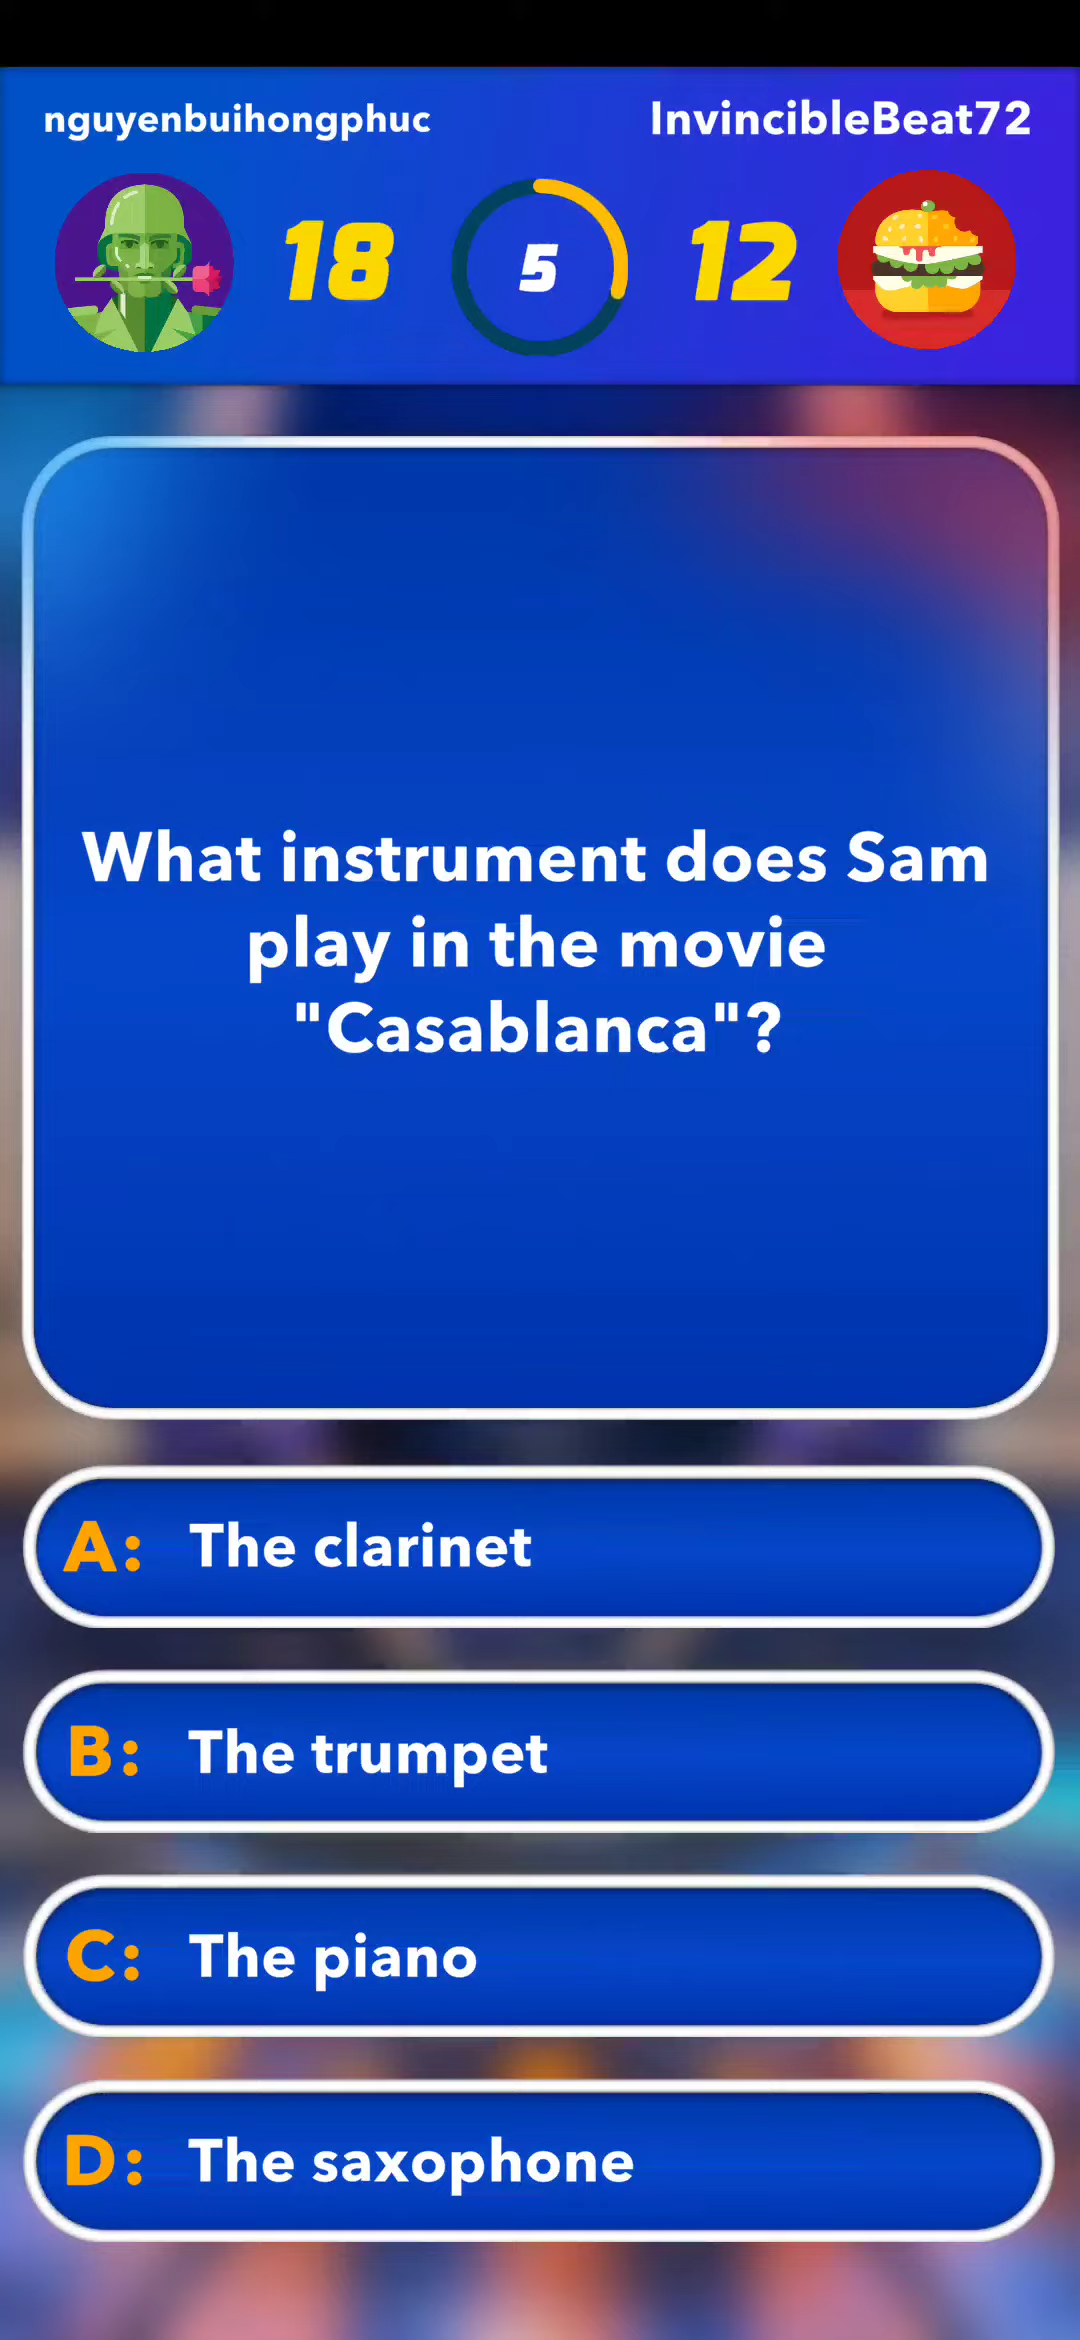 nguyenbuihongphuc
InvincibleBeat72
18
5
12
What instrument does Sam
play in the movie
"Casablanca"?
A: The clarinet
B: The trumpet
C: The piano
D: The saxophone